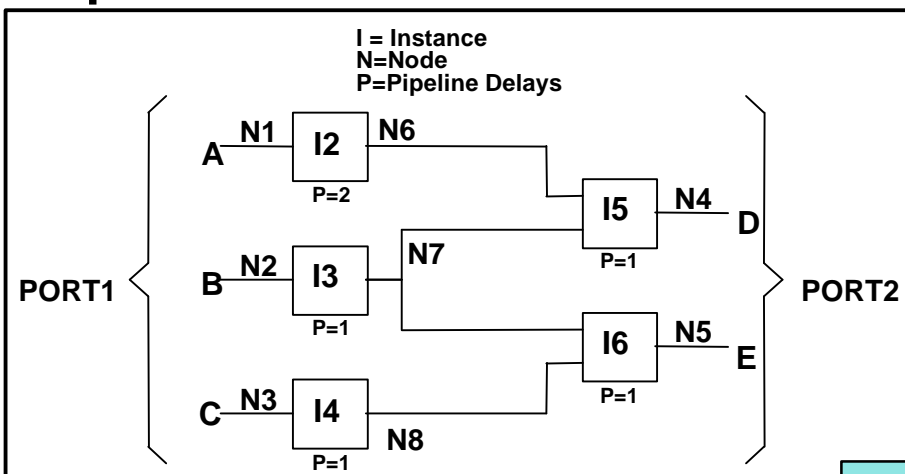 I = Instance
N=Node
P=Pipeline Delays
A N1 I2 N6
P=2
I5 N4 D
P=1
PORT1 B N2 I3 N7 PORT2
P=1
I6 N5 E
P=1
C N3 I4 N8
P=1